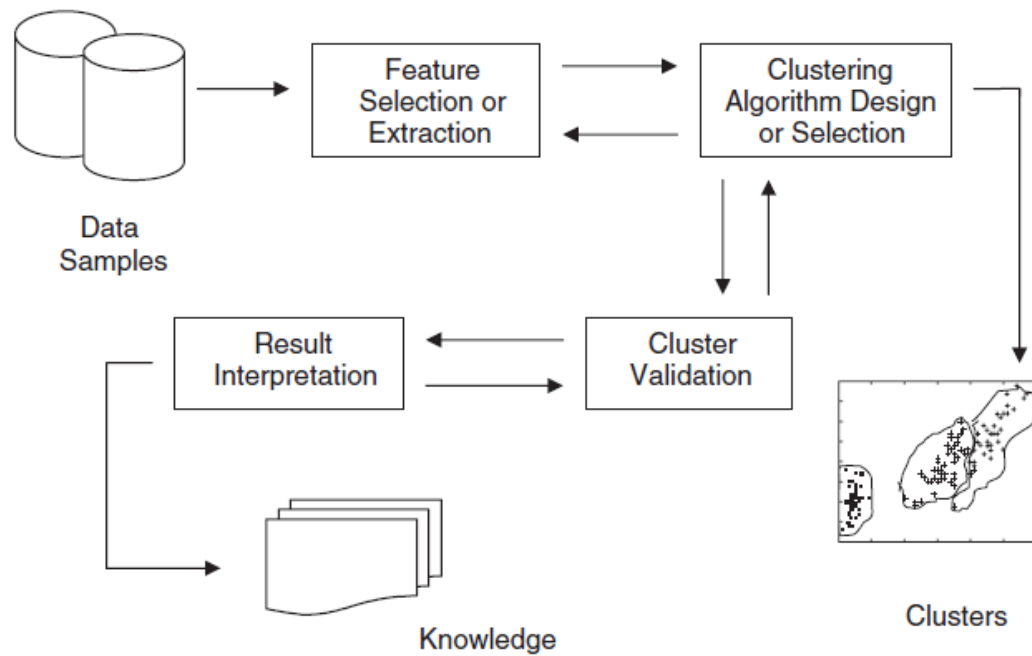 Feature
Selection or
Extraction
Clustering
Algorithm Design
or Selection
Data
Samples
Result
Interpretation
Cluster
Validation
Clusters
Knowledge